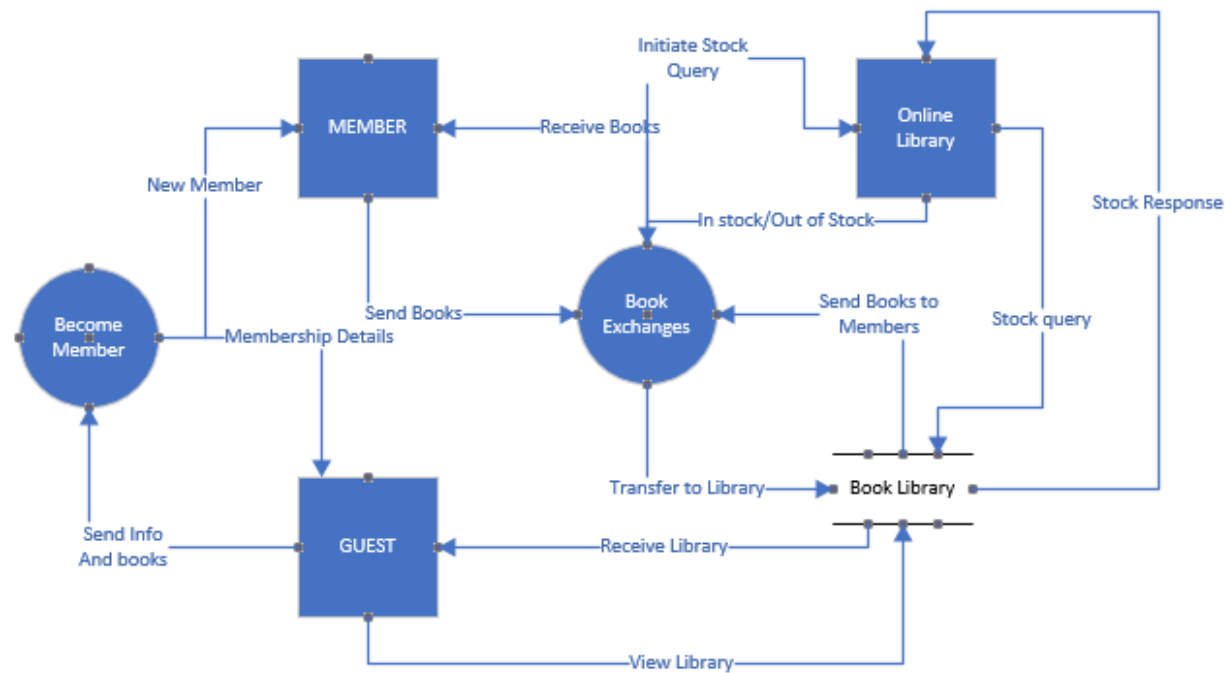 Initiate Stock
Query
MEMBER
Receive Books
Online
Library
New Member
Stock Response
In stock/Out of Stock
Send Books
Book
Exchanges
Send Books to
Members
Stock query
Become
Member
Membership Details
Transfer to Library
Book Library
Send Info
And books
GUEST
Receive Library
View Library